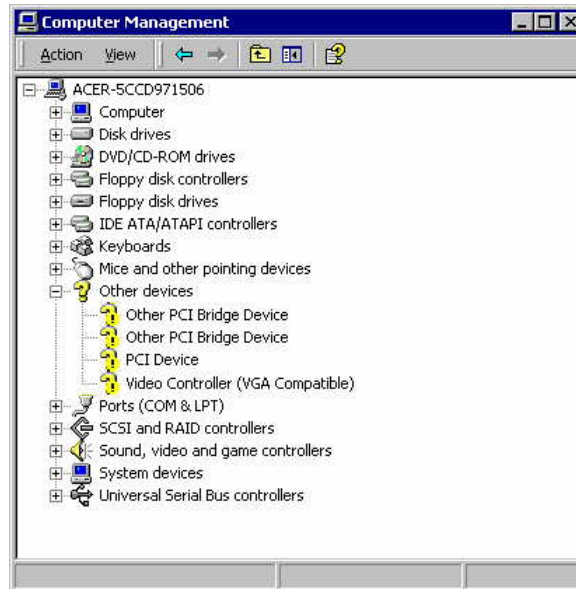 Computer Management
Action View
ACER-5CCD971506
Computer
Disk drives
DVD/CD-ROM drives
Floppy disk controllers
Floppy disk drives
IDE ATA/ATAPI controllers
Keyboards
Mice and other pointing devices
Other devices
Other PCI Bridge Device
Other PCI Bridge Device
PCI Device
Video Controller (VGA Compatible)
Ports (COM & LPT)
SCSI and RAID controllers
Sound, video and game controllers
System devices
Universal Serial Bus controllers